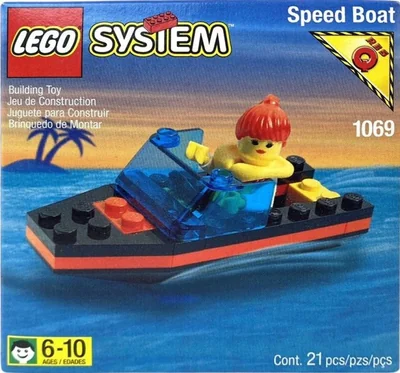 LEGO SYSTEM
Speed Boat
1069
Building Toy
Jeu de Construction
Juguete para Construir
Brinquedo de Montar
6-10
AGES / EDADES
Cont. 21 pcs/pzs/pçs